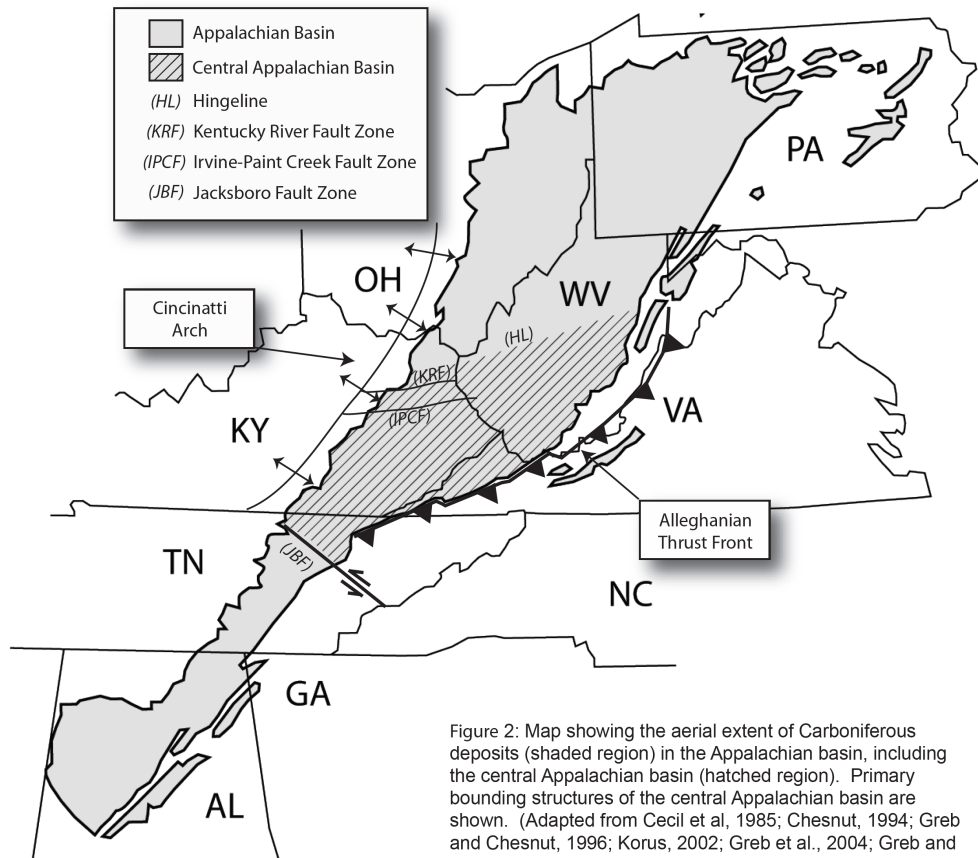 Appalachian Basin
Central Appalachian Basin
(HL) Hingeline
(KRF) Kentucky River Fault Zone
(IPCF) Irvine-Paint Creek Fault Zone
(JBF) Jacksboro Fault Zone
PA
OH
WV
Cincinatti
Arch
(HL)
(KRF)
(IPCF)
KY
VA
Alleghanian
Thrust Front
(JBF)
TN
NC
GA
AL
Figure 2: Map showing the aerial extent of Carboniferous
deposits (shaded region) in the Appalachian basin, including
the central Appalachian basin (hatched region). Primary
bounding structures of the central Appalachian basin are
shown. (Adapted from Cecil et al, 1985; Chesnut, 1994; Greb
and Chesnut, 1996; Korus, 2002; Greb et al., 2004; Greb and